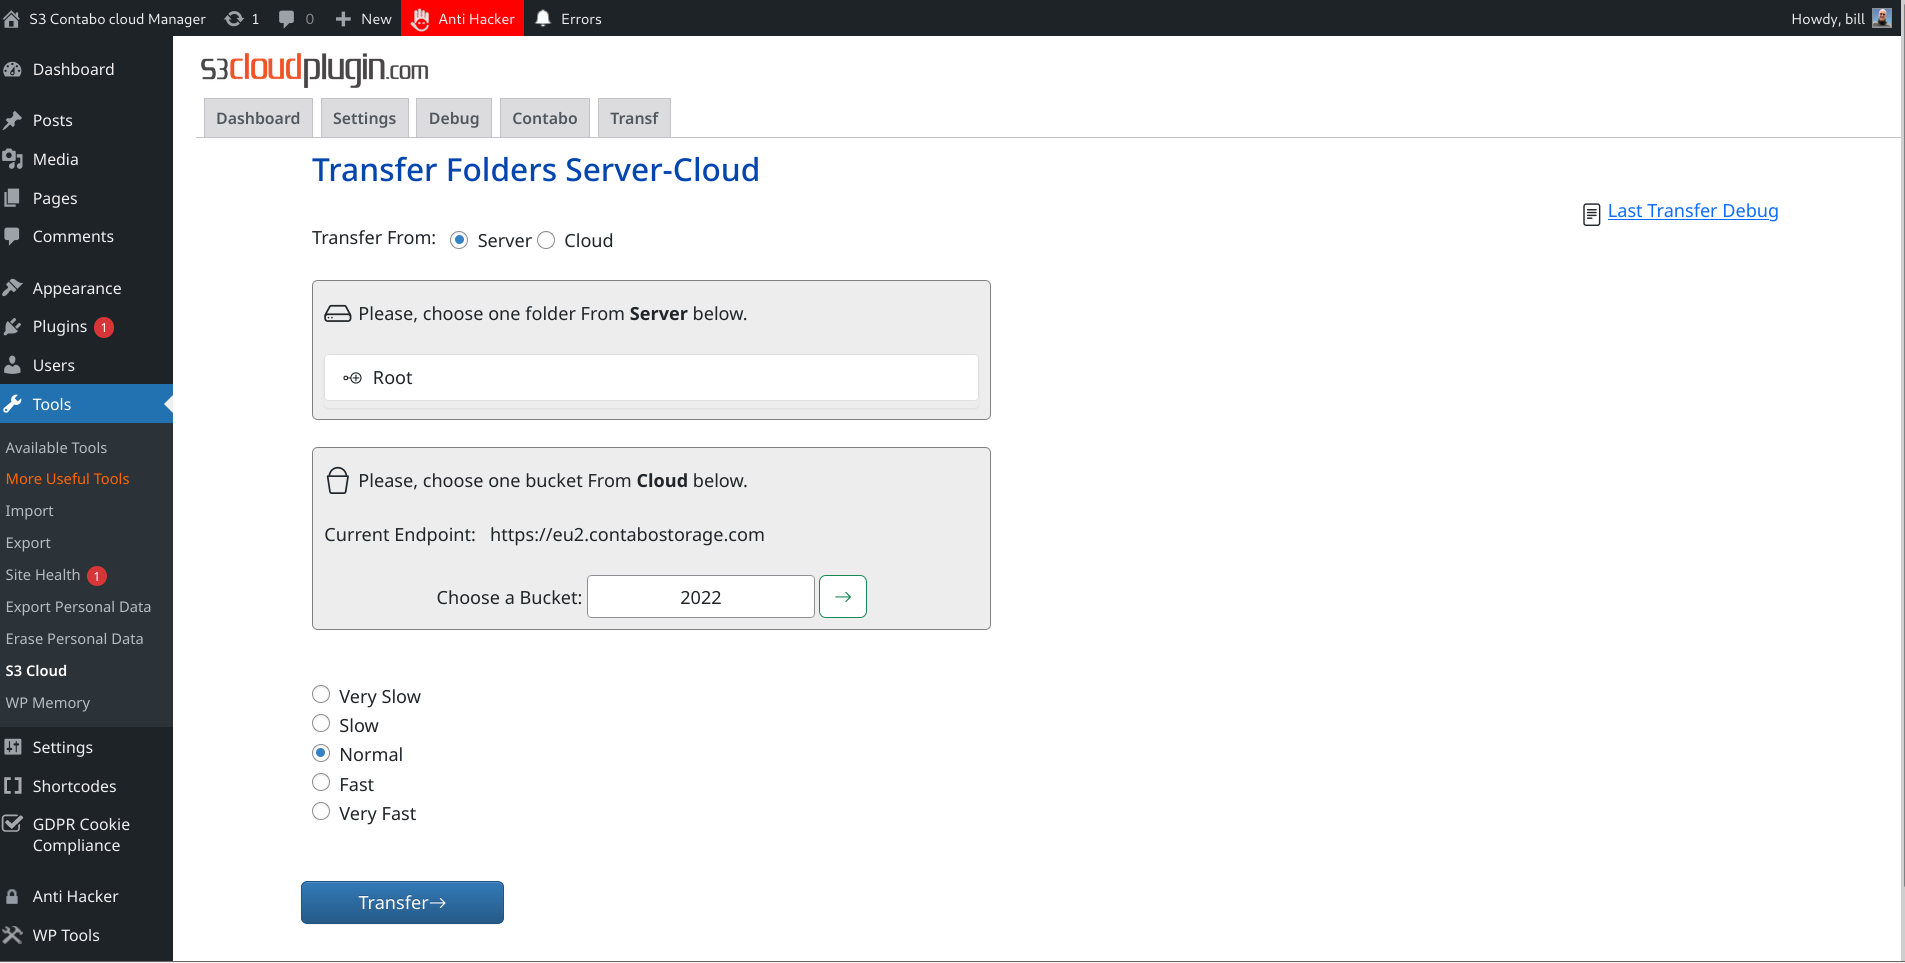 S3 Contabo cloud Manager 1 0 New Anti Hacker Errors Howdy, bill
Dashboard
Posts
Media
Pages
Comments
Appearance
Plugins 1
Users
Tools
Available Tools
More Useful Tools
Import
Export
Site Health 1
Export Personal Data
Erase Personal Data
S3 Cloud
WP Memory
Settings
Shortcodes
GDPR Cookie
Compliance
Anti Hacker
WP Tools
S3cloudplugin.com
Dashboard Settings Debug Contabo Transf
Transfer Folders Server-Cloud
Last Transfer Debug
Transfer From: Server Cloud
Please, choose one folder From Server below.
Root
Please, choose one bucket From Cloud below.
Current Endpoint: https://eu2.contabostorage.com
Choose a Bucket: 2022 →
Very Slow
Slow
Normal
Fast
Very Fast
Transfer→